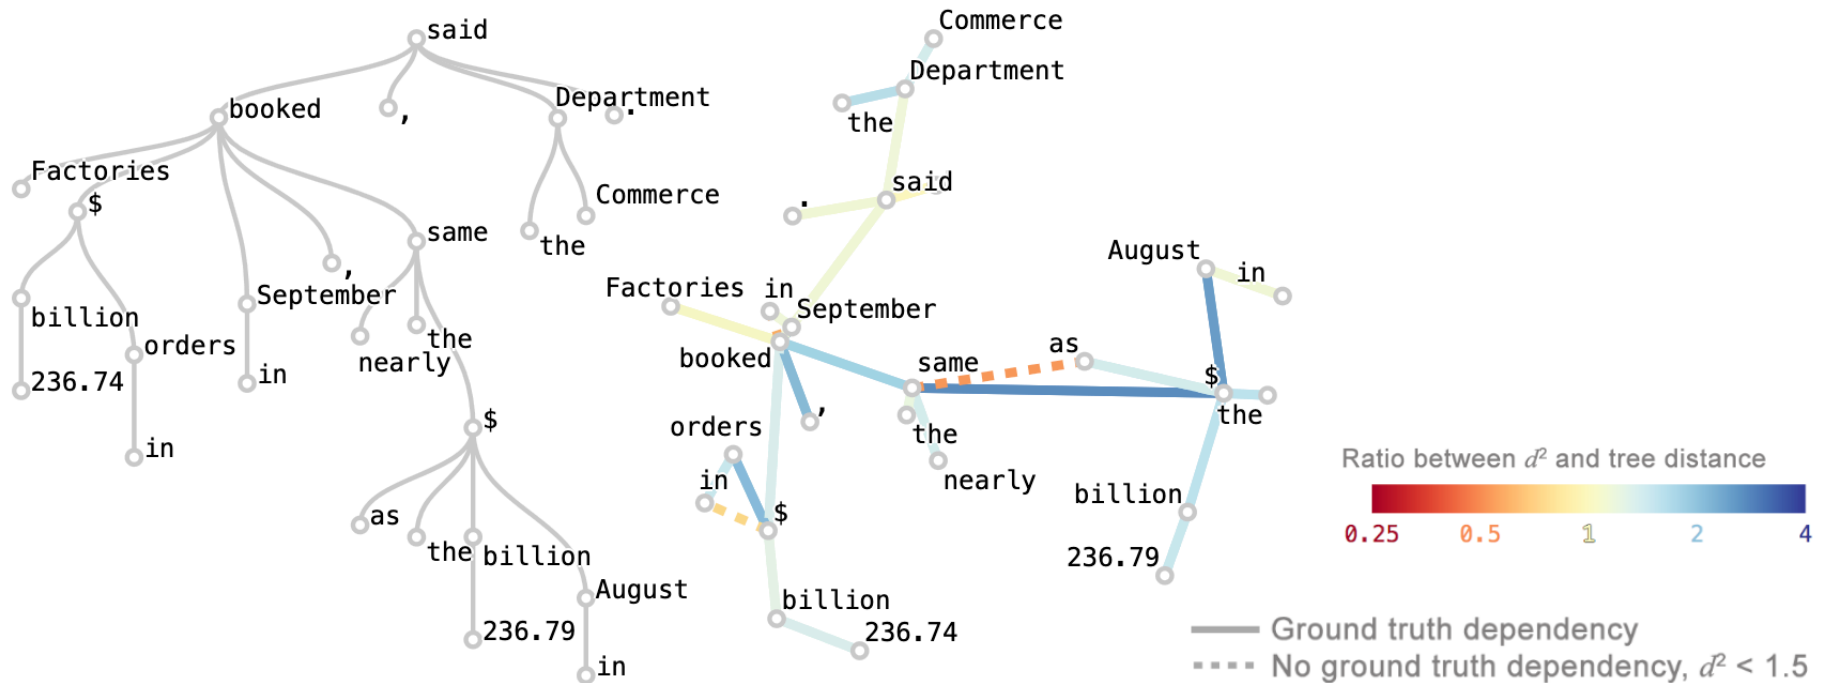 said
booked
,
Department
.
Factories
$
Commerce
the
same
,
September
billion
orders
nearly
the
236.74
in
in
$
as
the
billion
August
236.79
in
Commerce
Department
the
said
.
August
in
Factories
in
September
booked
same
as
$
the
,
orders
the
in
nearly
$
billion
236.79
billion
236.74
Ratio between d² and tree distance
0.25 0.5 1 2 4
Ground truth dependency
No ground truth dependency, d² < 1.5